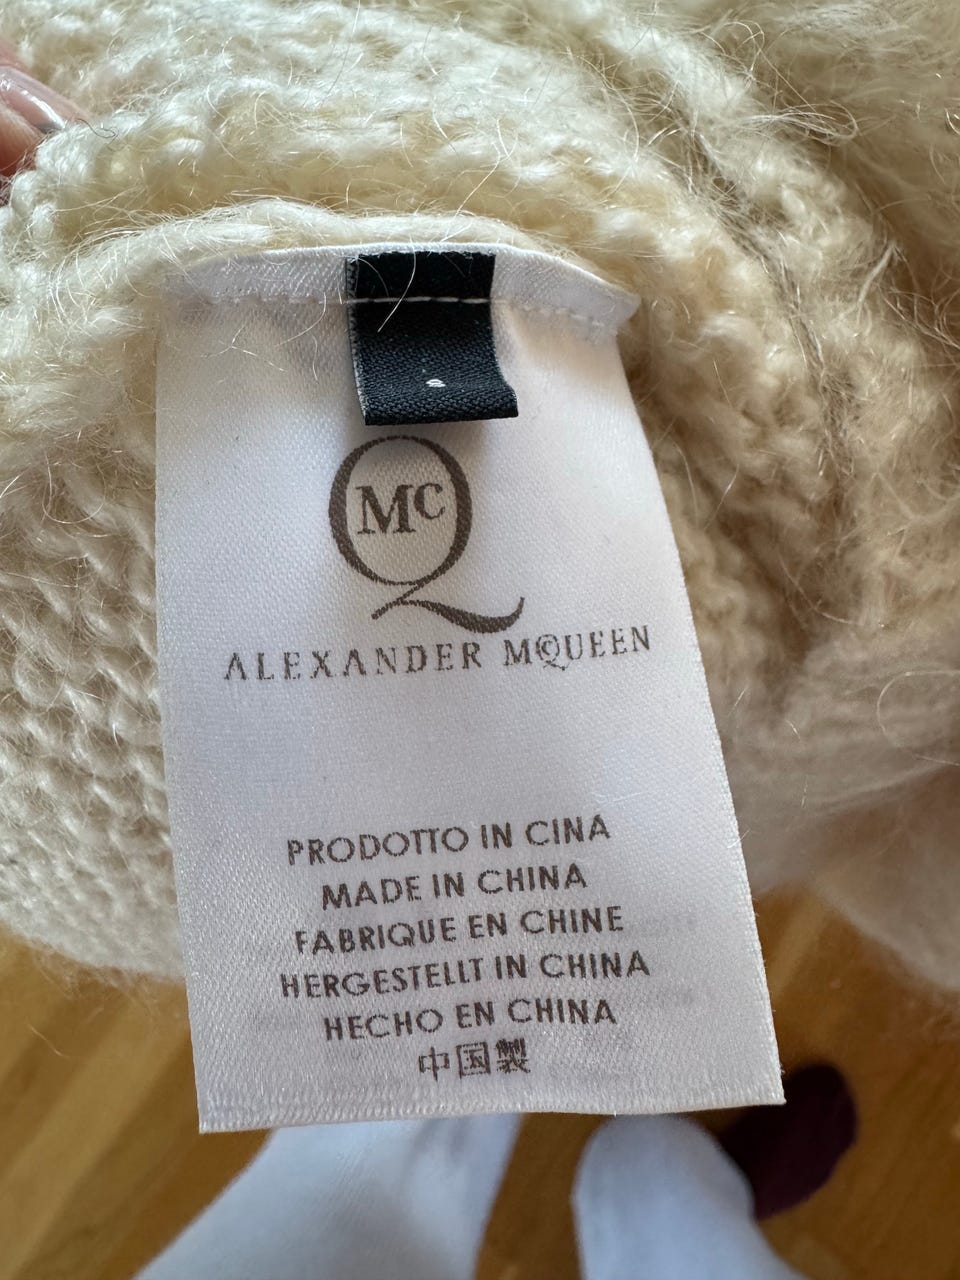 Mc
Q
ALEXANDER McQUEEN
PRODOTTO IN CINA
MADE IN CHINA
FABRIQUE EN CHINE
HERGESTELLT IN CHINA
HECHO EN CHINA
中国製